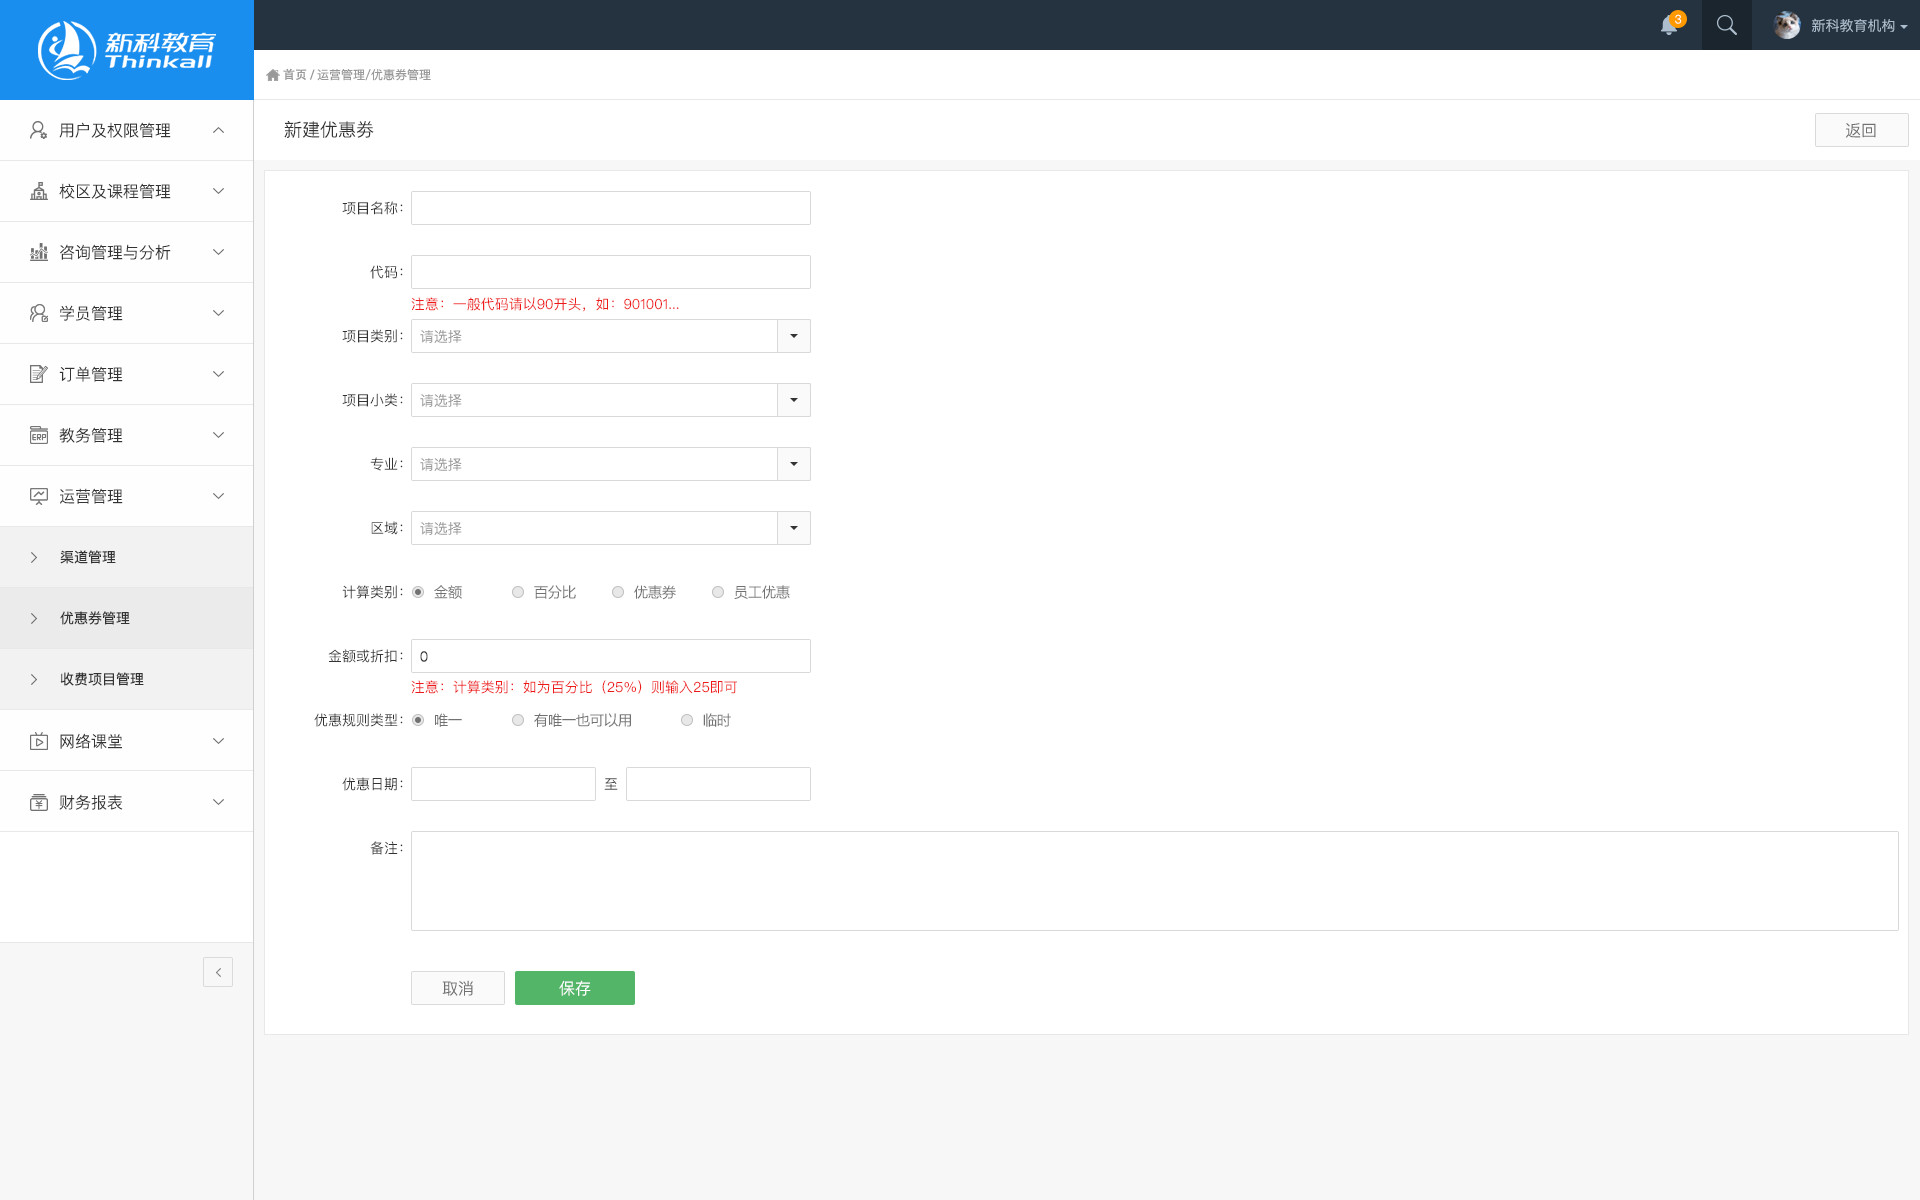 新科教育
Thinkall
3
新科教育机构
首页 / 运营管理/优惠券管理
新建优惠券
返回
用户及权限管理
校区及课程管理
咨询管理与分析
学员管理
订单管理
ERP
教务管理
运营管理
渠道管理
优惠券管理
收费项目管理
网络课堂
财务报表
项目名称：
代码：
注意：一般代码请以90开头，如：901001...
项目类别：
请选择
项目小类：
请选择
专业：
请选择
区域：
请选择
计算类别：
金额
百分比
优惠券
员工优惠
金额或折扣：
0
注意：计算类别：如为百分比（25%）则输入25即可
优惠规则类型：
唯一
有唯一也可以用
临时
优惠日期：
至
备注：
取消
保存